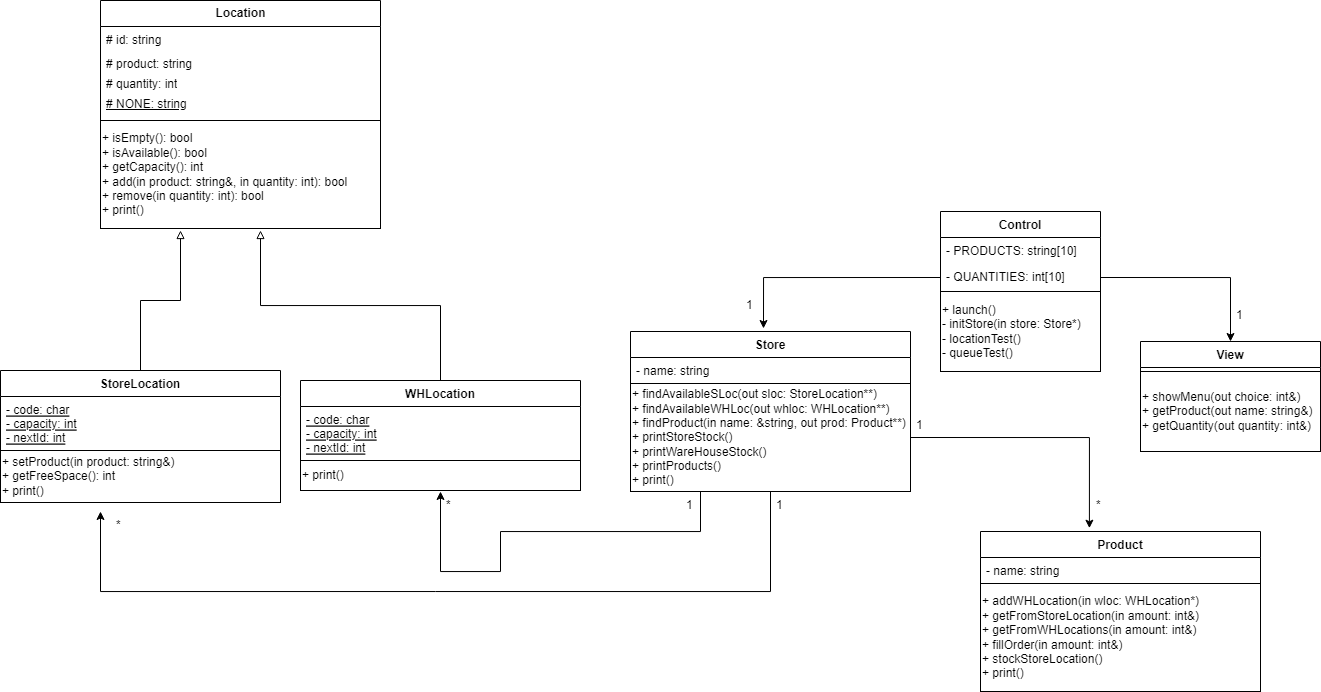 Location
# id: string
# product: string
# quantity: int
# NONE: string
+ isEmpty(): bool
+ isAvailable(): bool
+ getCapacity(): int
+ add(in product: string&, in quantity: int): bool
+ remove(in quantity: int): bool
+ print()
Control
- PRODUCTS: string[10]
- QUANTITIES: int[10]
+ launch()
- initStore(in store: Store*)
- locationTest()
- queueTest()
1
1
Store
- name: string
+ findAvailableSLoc(out sloc: StoreLocation**)
+ findAvailableWHLoc(out whloc: WHLocation**)
+ findProduct(in name: &string, out prod: Product**)
+ printStoreStock()
+ printWareHouseStock()
+ printProducts()
+ print()
View
+ showMenu(out choice: int&)
+ getProduct(out name: string&)
+ getQuantity(out quantity: int&)
StoreLocation
- code: char
- capacity: int
- nextId: int
+ setProduct(in product: string&)
+ getFreeSpace(): int
+ print()
WHLocation
- code: char
- capacity: int
- nextId: int
+ print()
1
*
*
1
1
*
Product
- name: string
+ addWHLocation(in wloc: WHLocation*)
+ getFromStoreLocation(in amount: int&)
+ getFromWHLocations(in amount: int&)
+ fillOrder(in amount: int&)
+ stockStoreLocation()
+ print()